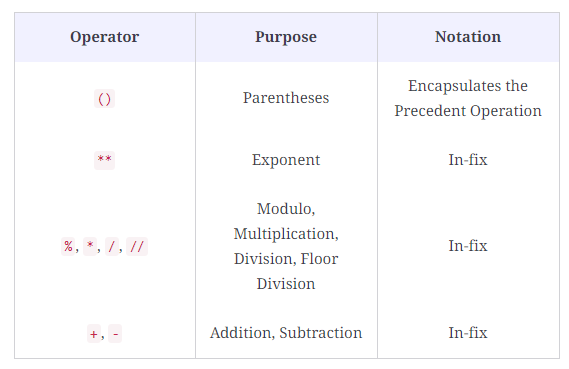 Operator Purpose Notation
() Parentheses Encapsulates the
Precedent Operation
** Exponent In-fix
%, *, /, // Modulo,
Multiplication,
Division, Floor
Division In-fix
+, - Addition, Subtraction In-fix